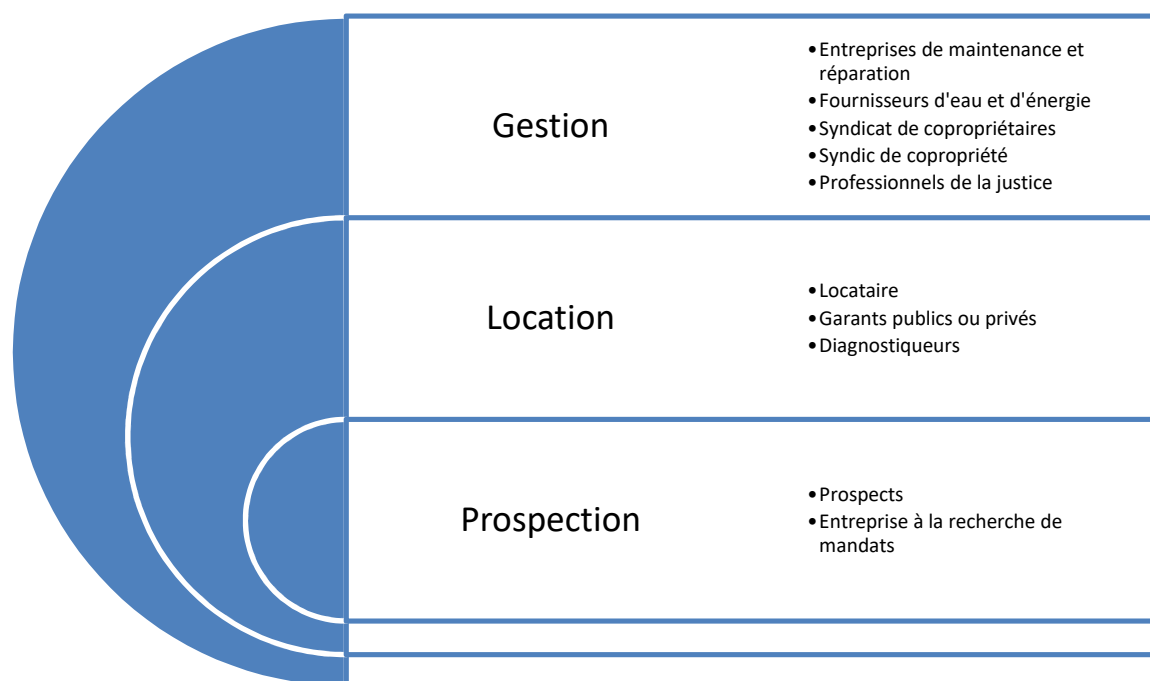 Gestion
•Entreprises de maintenance et
réparation
•Fournisseurs d'eau et d'énergie
•Syndicat de copropriétaires
•Syndic de copropriété
•Professionnels de la justice
Location
•Locataire
•Garants publics ou privés
•Diagnostiqueurs
Prospection
•Prospects
•Entreprise à la recherche de
mandats